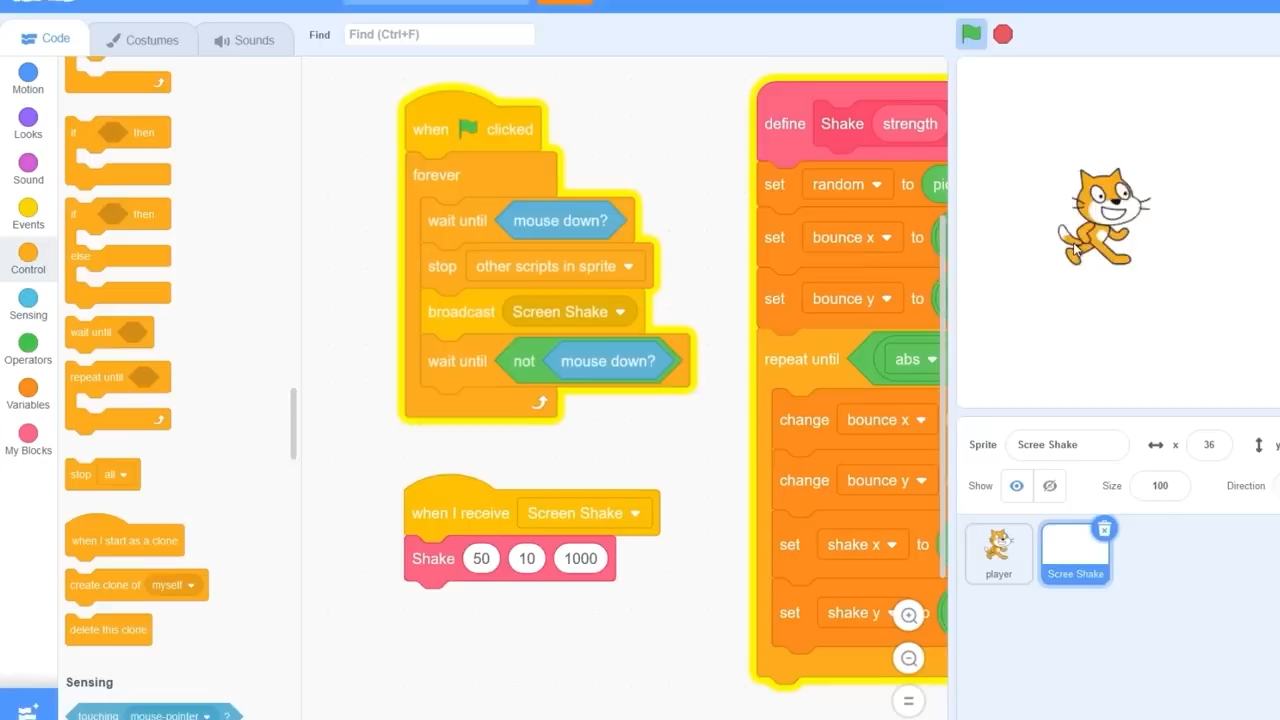 Code
Costumes
Sounds
Find
Find (Ctrl+F)
Motion
Looks
Sound
Events
Control
Sensing
Operators
Variables
My Blocks
if then
if then
else
wait until
repeat until
stop all
when I start as a clone
create clone of myself
delete this clone
Sensing
touching mouse-pointer ?
when clicked
forever
wait until mouse down?
stop other scripts in sprite
broadcast Screen Shake
wait until not mouse down?
when I receive Screen Shake
Shake 50 10 1000
define Shake strength
set random to
set bounce x to
set bounce y to
repeat until abs
change bounce x
change bounce y
set shake x to
set shake y
Sprite Scree Shake x 36
Show Size 100 Direction
player
Scree Shake